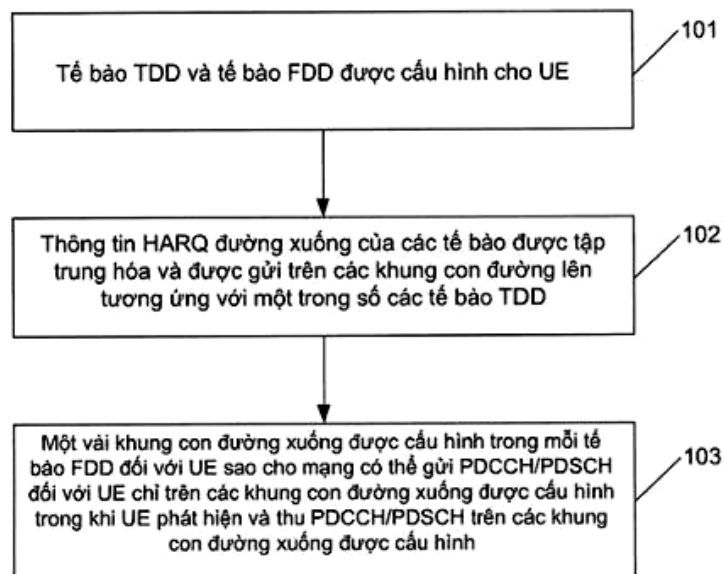 101
Tế bào TDD và tế bào FDD được cấu hình cho UE
102
Thông tin HARQ đường xuống của các tế bào được tập
trung hóa và được gửi trên các khung con đường lên
tương ứng với một trong số các tế bào TDD
103
Một vài khung con đường xuống được cấu hình trong mỗi tế
bào FDD đối với UE sao cho mạng có thể gửi PDCCH/PDSCH
đối với UE chỉ trên các khung con đường xuống được cấu hình
trong khi UE phát hiện và thu PDCCH/PDSCH trên các khung
con đường xuống được cấu hình